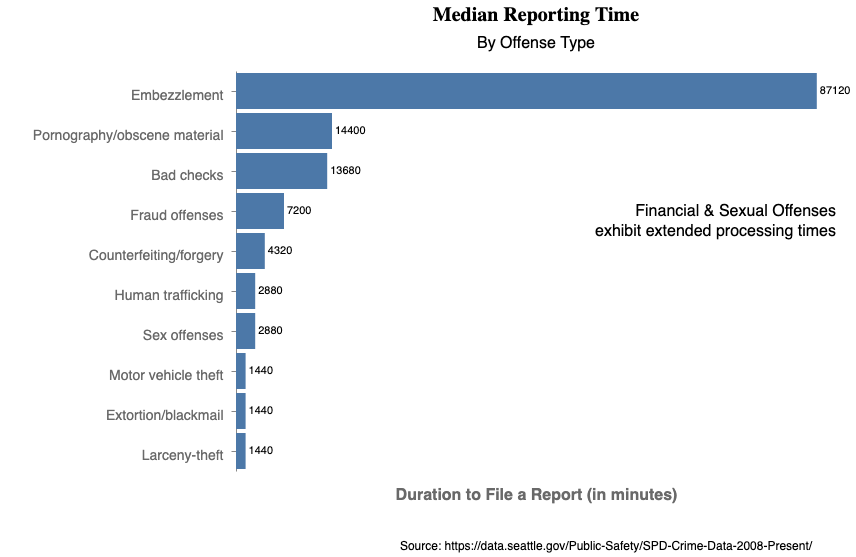 Median Reporting Time
By Offense Type
Embezzlement 87120
Pornography/obscene material 14400
Bad checks 13680
Fraud offenses 7200
Financial & Sexual Offenses
exhibit extended processing times
Counterfeiting/forgery 4320
Human trafficking 2880
Sex offenses 2880
Motor vehicle theft 1440
Extortion/blackmail 1440
Larceny-theft 1440
Duration to File a Report (in minutes)
Source: https://data.seattle.gov/Public-Safety/SPD-Crime-Data-2008-Present/